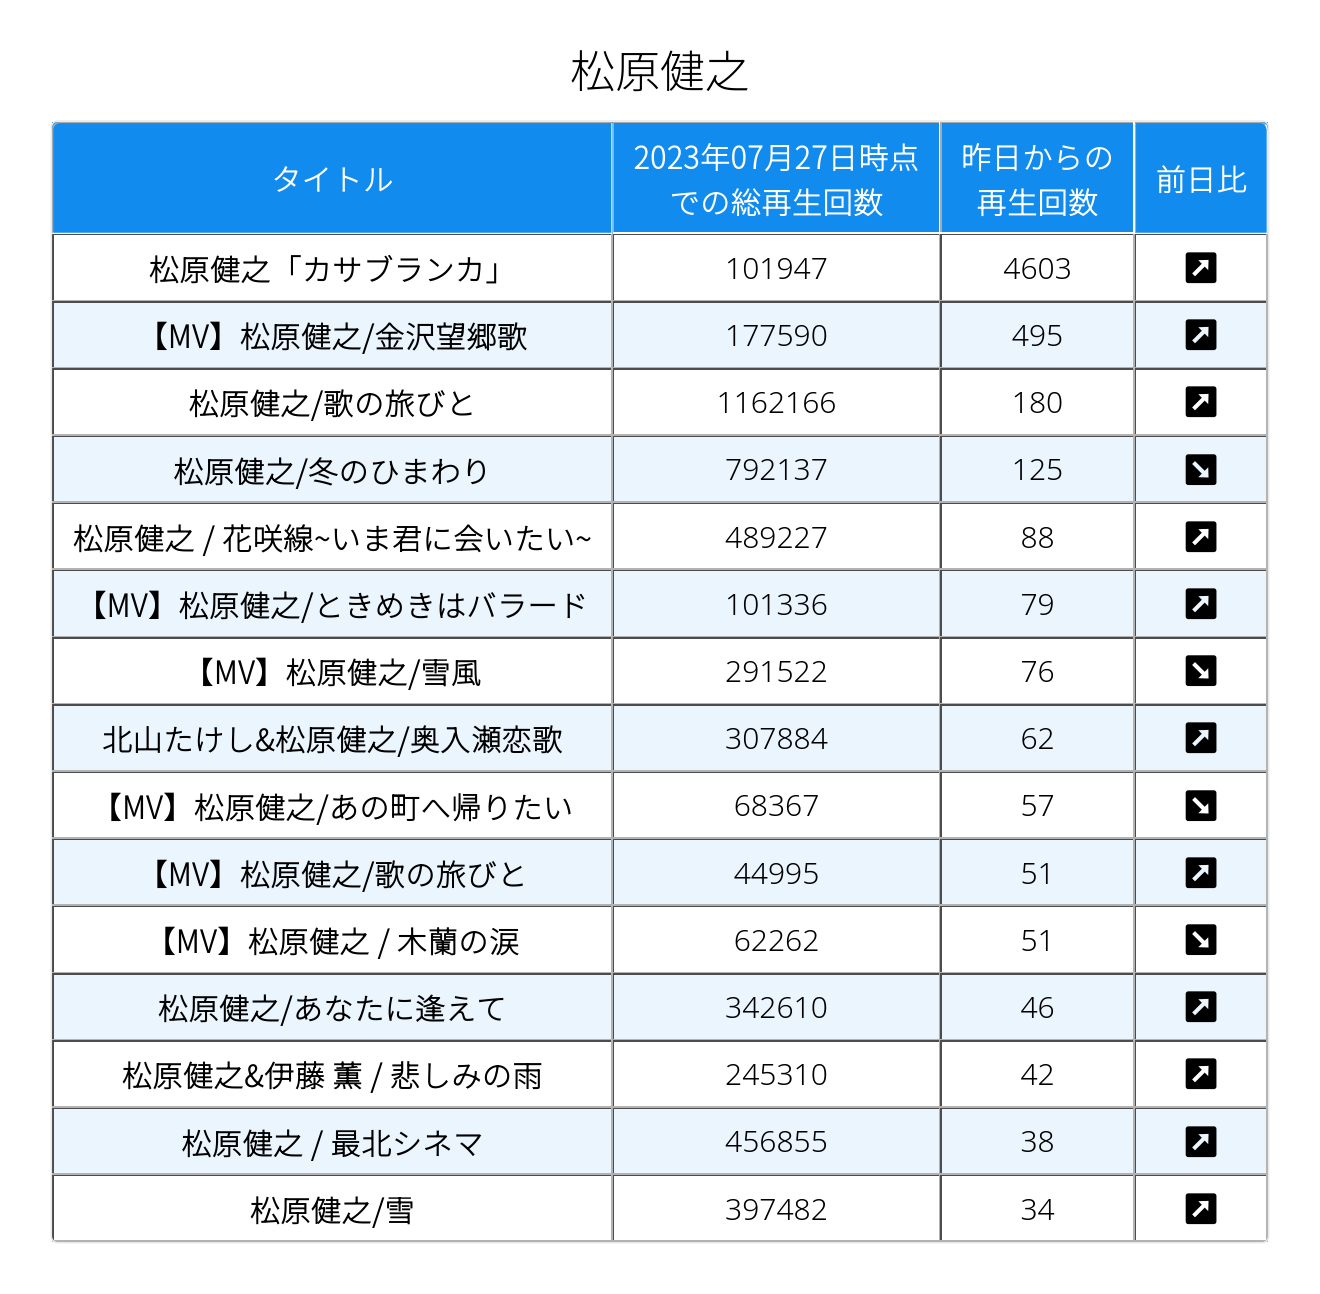 松原健之
タイトル
2023年07月27日時点
での総再生回数
昨日からの
再生回数
前日比
松原健之「カサブランカ」 101947 4603 ↗
【MV】松原健之/金沢望郷歌 177590 495 ↗
松原健之/歌の旅びと 1162166 180 ↗
松原健之/冬のひまわり 792137 125 ↘
松原健之 / 花咲線~いま君に会いたい~ 489227 88 ↗
【MV】松原健之/ときめきはバラード 101336 79 ↗
【MV】松原健之/雪風 291522 76 ↘
北山たけし&松原健之/奥入瀬恋歌 307884 62 ↗
【MV】松原健之/あの町へ帰りたい 68367 57 ↘
【MV】松原健之/歌の旅びと 44995 51 ↗
【MV】松原健之 / 木蘭の涙 62262 51 ↘
松原健之/あなたに逢えて 342610 46 ↗
松原健之&伊藤 薫 / 悲しみの雨 245310 42 ↗
松原健之 / 最北シネマ 456855 38 ↗
松原健之/雪 397482 34 ↗